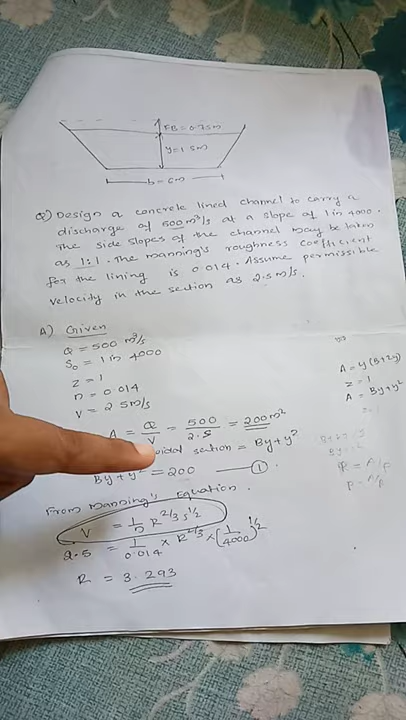 FB = 0.75m
y = 1.5m
b = 6m
Q) Design a concrete lined channel to carry a
discharge of 500 m³/s at a slope of 1 in 4000.
The side slopes of the channel may be taken
as 1:1. The manning's roughness coefficient
for the lining is 0.014. Assume permissible
velocity in the section as 2.5 m/s.
A) Given
Q = 500 m³/s
S₀ = 1 in 4000
Z = 1
n = 0.014
V = 2.5 m/s
A = Q/V = 500/2.5 = 200 m²
section = By + y²
By + y² = 200 —— ①
From Manning's Equation.
V = 1/n R^2/3 S^1/2
2.5 = 1/0.014 × R^2/3 × (1/4000)^1/2
R = 3.293
A = y(B+zy)
z = 1
A = By + y²
R = A/P
P = A/R